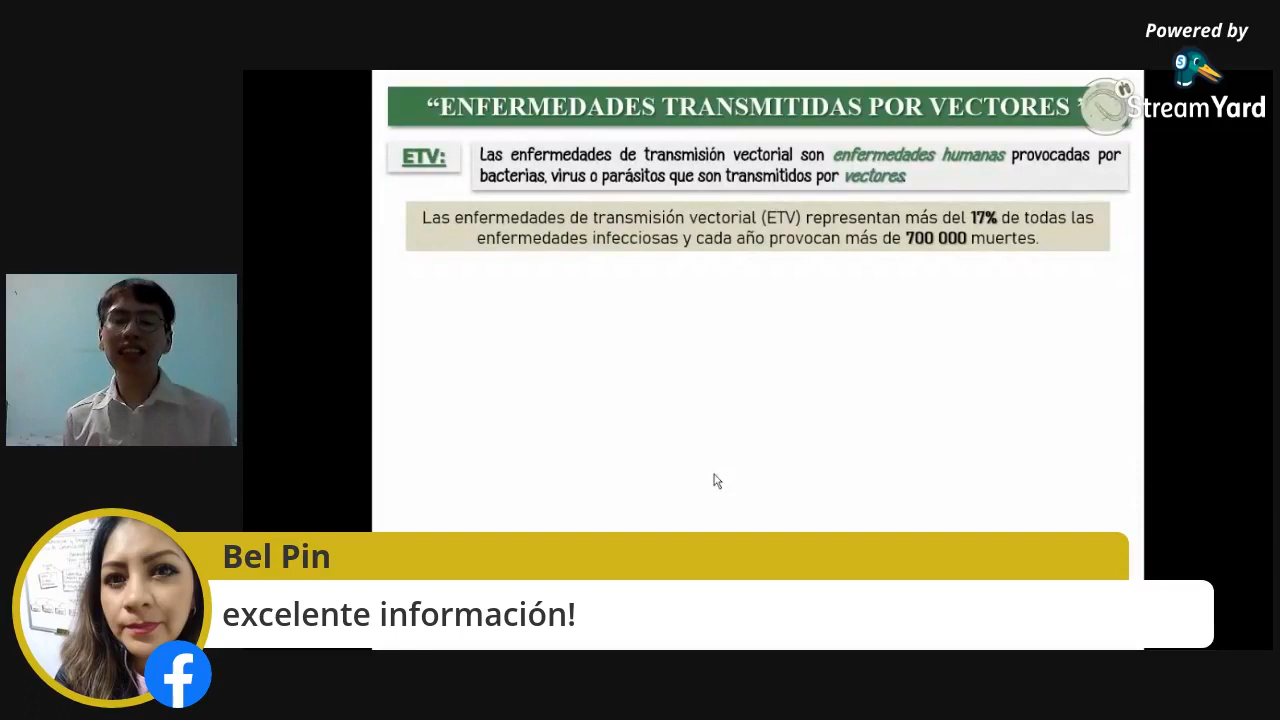 Powered by
StreamYard
“ENFERMEDADES TRANSMITIDAS POR VECTORES ”
ETV:
Las enfermedades de transmisión vectorial son enfermedades humanas provocadas por
bacterias, virus o parásitos que son transmitidos por vectores.
Las enfermedades de transmisión vectorial (ETV) representan más del 17% de todas las
enfermedades infecciosas y cada año provocan más de 700 000 muertes.
Bel Pin
excelente información!